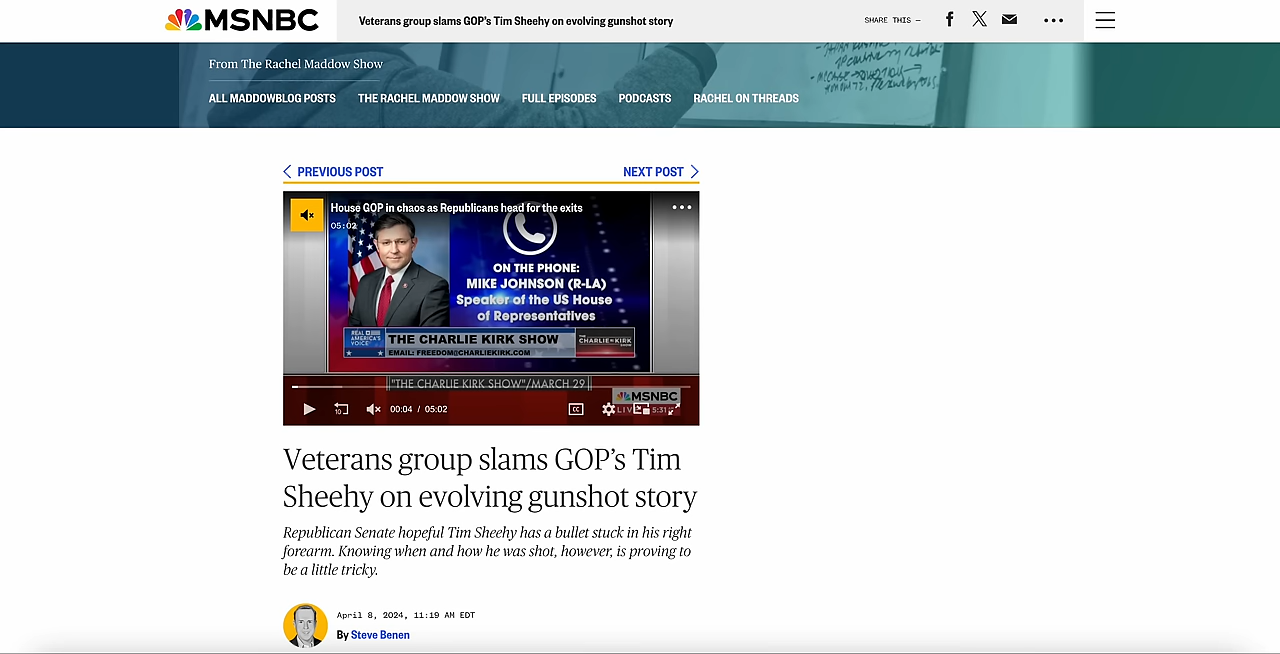 MSNBC
Veterans group slams GOP's Tim Sheehy on evolving gunshot story
SHARE THIS —
From The Rachel Maddow Show
ALL MADDOWBLOG POSTS THE RACHEL MADDOW SHOW FULL EPISODES PODCASTS RACHEL ON THREADS
PREVIOUS POST NEXT POST
House GOP in chaos as Republicans head for the exits
05:02
ON THE PHONE:
MIKE JOHNSON (R-LA)
Speaker of the US House
of Representatives
REAL AMERICA'S VOICE
THE CHARLIE KIRK SHOW
EMAIL: FREEDOM@CHARLIEKIRK.COM
THE CHARLIE KIRK SHOW
"THE CHARLIE KIRK SHOW"/MARCH 29
MSNBC
10 00:04 / 05:02 CC LIVE 5:31
Veterans group slams GOP's Tim
Sheehy on evolving gunshot story
Republican Senate hopeful Tim Sheehy has a bullet stuck in his right
forearm. Knowing when and how he was shot, however, is proving to
be a little tricky.
April 8, 2024, 11:19 AM EDT
By Steve Benen